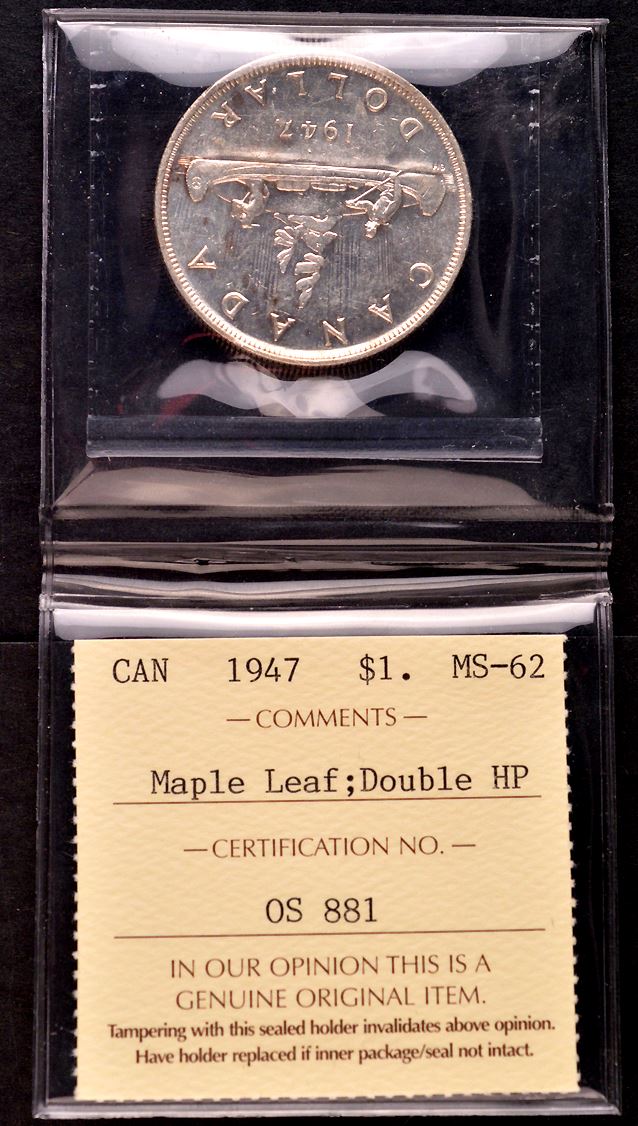 CANADA
1947
DOLLAR
CAN 1947 $1. MS-62
— COMMENTS —
Maple Leaf;Double HP
— CERTIFICATION NO. —
OS 881
IN OUR OPINION THIS IS A
GENUINE ORIGINAL ITEM.
Tampering with this sealed holder invalidates above opinion.
Have holder replaced if inner package/seal not intact.